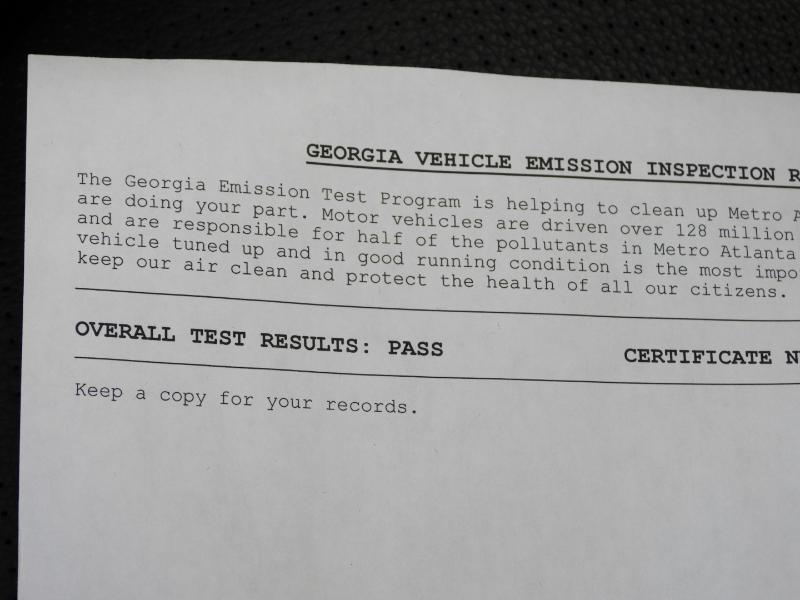 GEORGIA VEHICLE EMISSION INSPECTION R
The Georgia Emission Test Program is helping to clean up Metro A
are doing your part. Motor vehicles are driven over 128 million
and are responsible for half of the pollutants in Metro Atlanta
vehicle tuned up and in good running condition is the most impo
keep our air clean and protect the health of all our citizens.
OVERALL TEST RESULTS: PASS CERTIFICATE N
Keep a copy for your records.